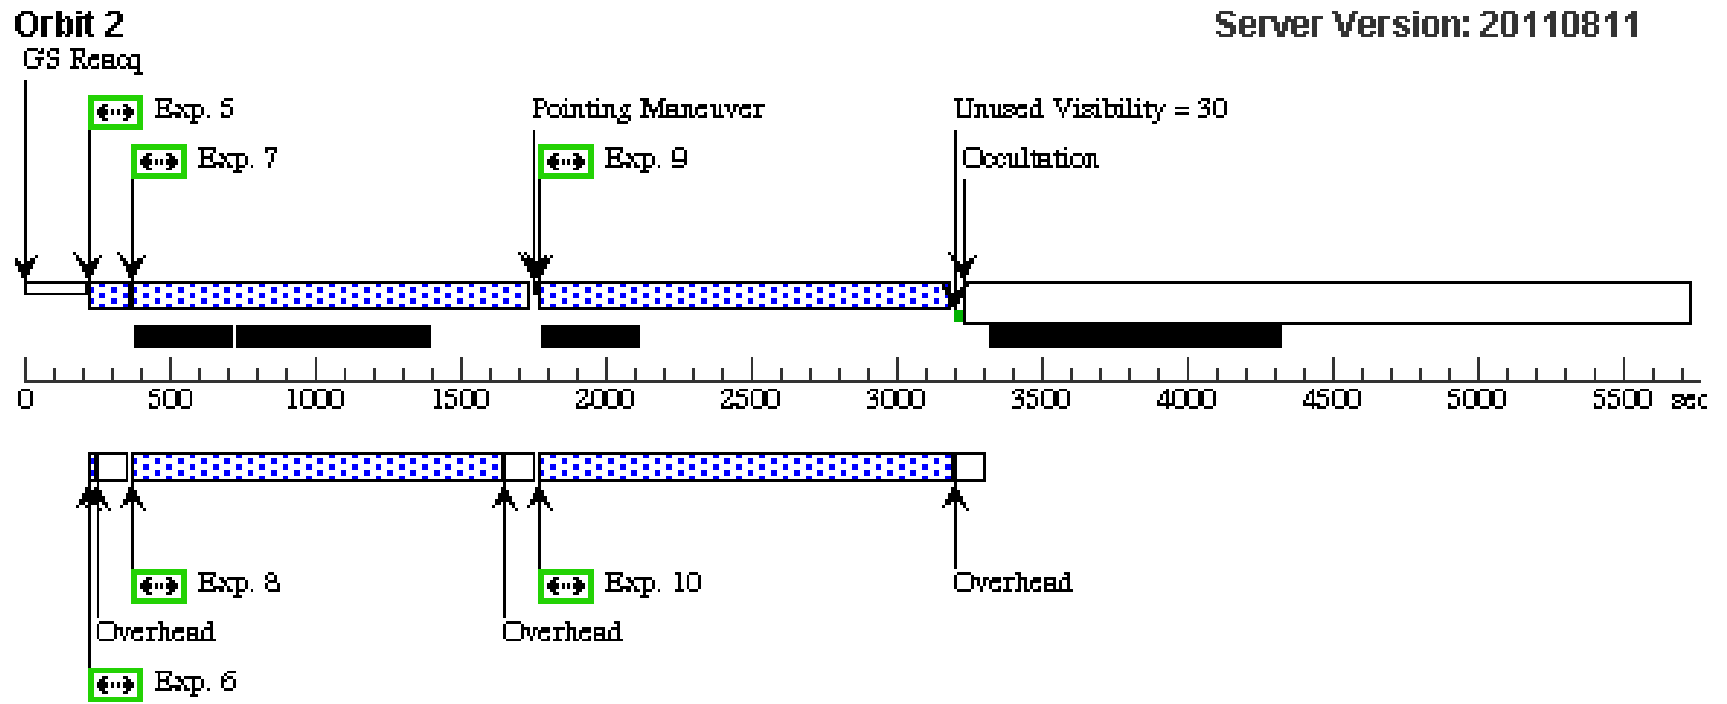 Orbit 2
Server Version: 20110811
GS Reacq
Exp. 5
Pointing Maneuver
Unused Visibility = 30
Exp. 7
Exp. 9
Occultation
0 500 1000 1500 2000 2500 3000 3500 4000 4500 5000 5500 sec
Exp. 8
Exp. 10
Overhead
Overhead
Overhead
Exp. 6